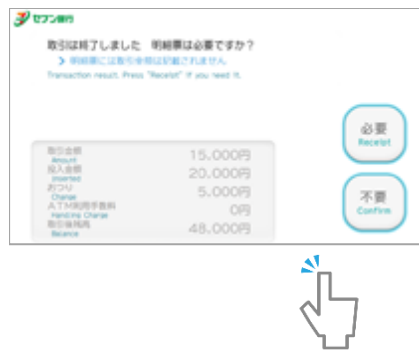 セブン銀行
取引は終了しました 明細票は必要ですか？
明細票には取引金額は記載されません
Transaction result. Press "Receipt" if you need it.
必要
Receipt
取引金額 15,000円
Amount
投入金額 20,000円
Inserted
おつり 5,000円
Change
ATM利用手数料 0円
Handling Charge
取引後残高 48,000円
Balance
不要
Confirm